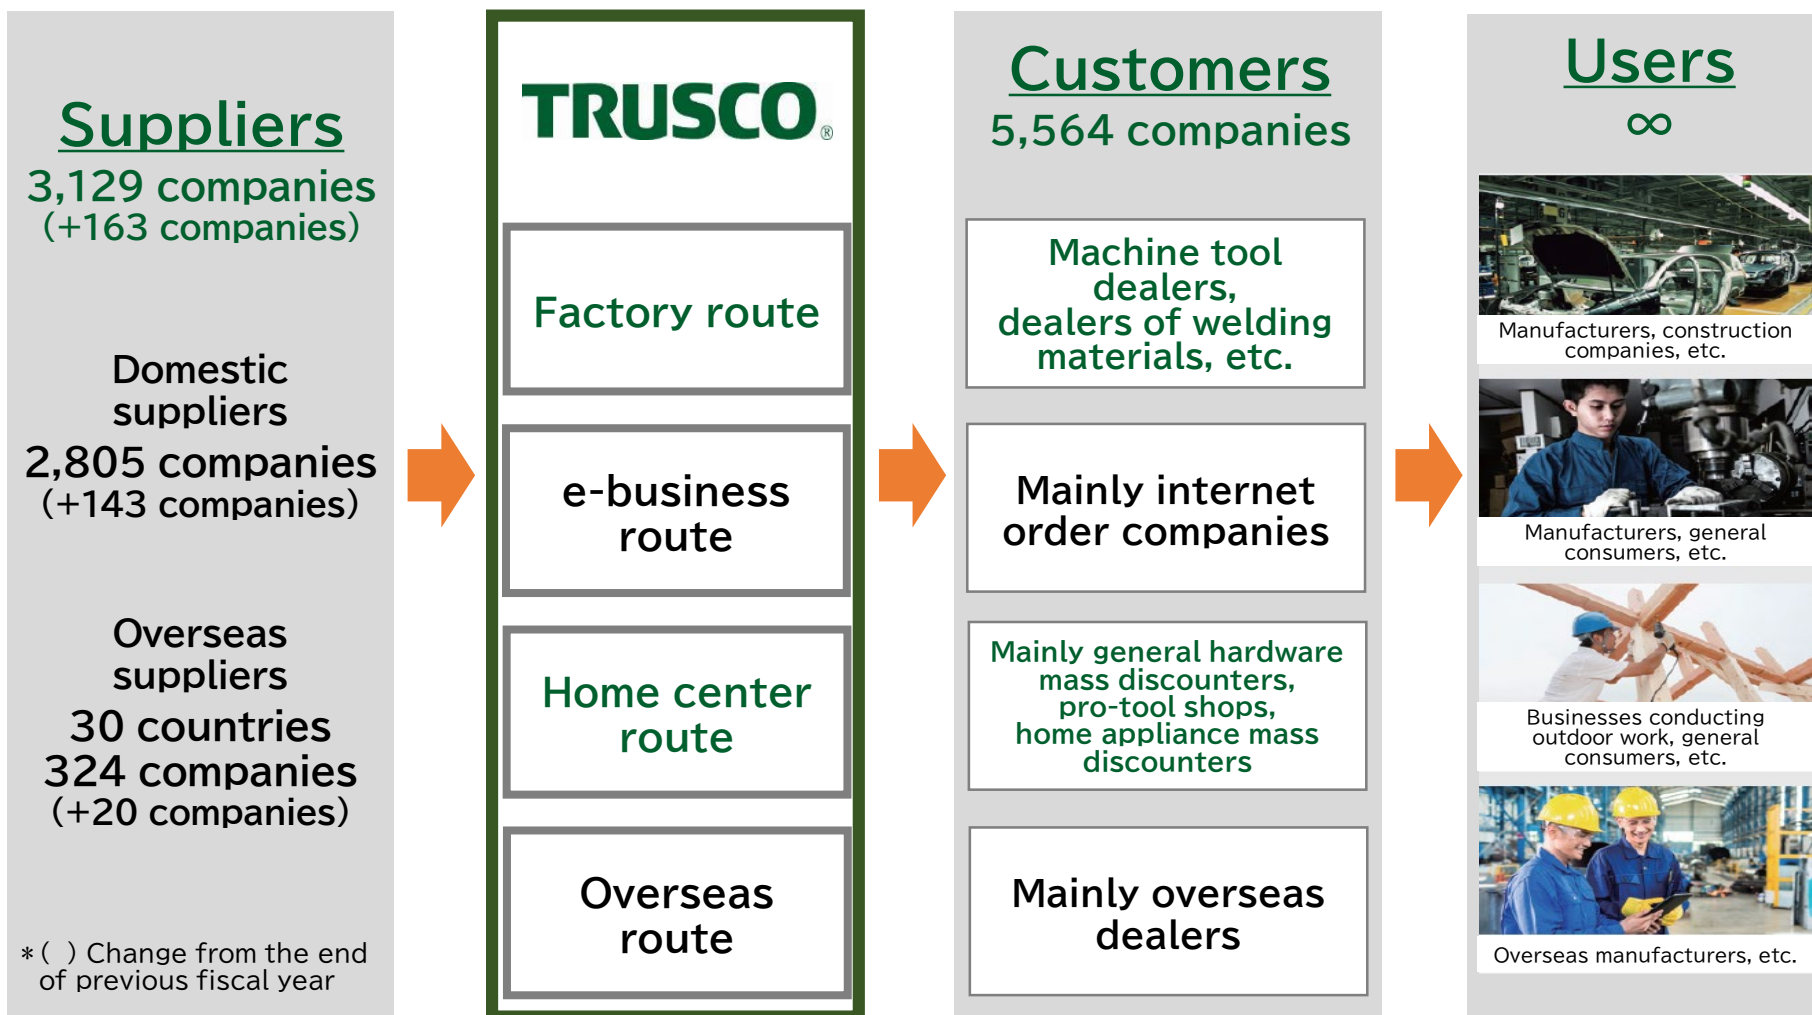 Suppliers
3,129 companies
(+163 companies)
Domestic
suppliers
2,805 companies
(+143 companies)
Overseas
suppliers
30 countries
324 companies
(+20 companies)
*( ) Change from the end
of previous fiscal year
TRUSCO®
Factory route
e-business
route
Home center
route
Overseas
route
Customers
5,564 companies
Machine tool
dealers,
dealers of welding
materials, etc.
Mainly internet
order companies
Mainly general hardware
mass discounters,
pro-tool shops,
home appliance mass
discounters
Mainly overseas
dealers
Users
∞
Manufacturers, construction
companies, etc.
Manufacturers, general
consumers, etc.
Businesses conducting
outdoor work, general
consumers, etc.
Overseas manufacturers, etc.